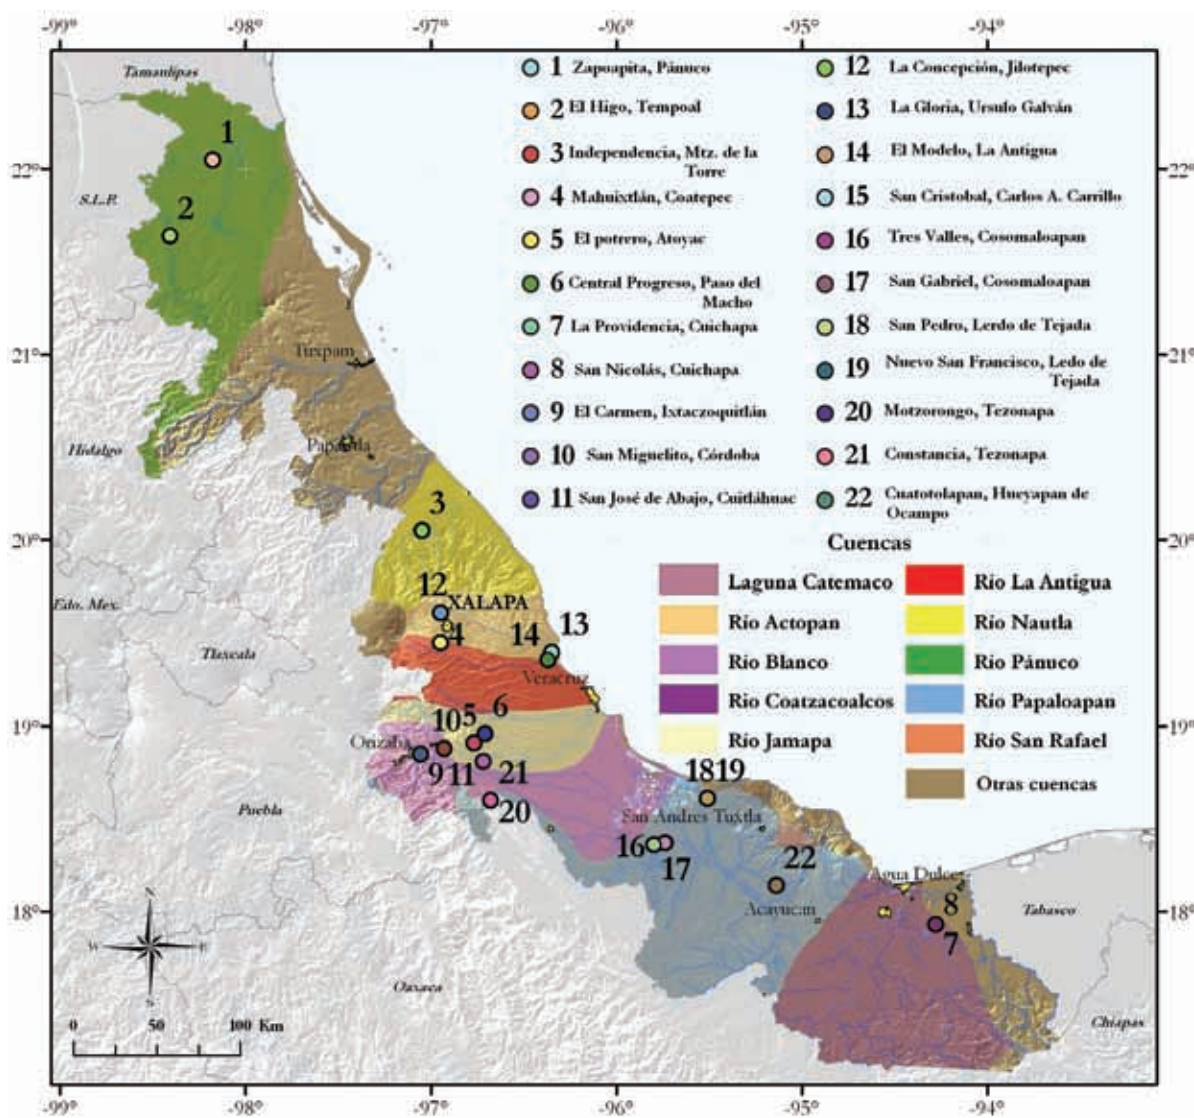 -99° -98° -97° -96° -95° -94°
Tamaulipas
S.L.P.
Hidalgo
Edo. Mex.
Tlaxcala
Puebla
Oaxaca
Tabasco
Chiapas
22° 22°
21° 21°
20° 20°
19° 19°
18° 18°
1
2
3
12
4
14
13
10
5
6
9
11
21
20
18
19
16
17
22
8
7
Tuxpam
Papantla
XALAPA
Veracruz
Orizaba
San Andres Tuxtla
Acayucan
Agua Dulce
1 Zapoapita, Pánuco
2 El Higo, Tempoal
3 Independencia, Mtz. de la
Torre
4 Mahuixtlán, Coatepec
5 El potrero, Atoyac
6 Central Progreso, Paso del
Macho
7 La Providencia, Cuichapa
8 San Nicolás, Cuichapa
9 El Carmen, Ixtaczoquitlán
10 San Miguelito, Córdoba
11 San José de Abajo, Cuitláhuac
12 La Concepción, Jilotepec
13 La Gloria, Ursulo Galván
14 El Modelo, La Antigua
15 San Cristobal, Carlos A. Carrillo
16 Tres Valles, Cosomaloapan
17 San Gabriel, Cosomaloapan
18 San Pedro, Lerdo de Tejada
19 Nuevo San Francisco, Ledo de
Tejada
20 Motzorongo, Tezonapa
21 Constancia, Tezonapa
22 Cuatotolapan, Hueyapan de
Ocampo
Cuencas
Laguna Catemaco
Río Actopan
Río Blanco
Río Coatzacoalcos
Río Jamapa
Río La Antigua
Río Nautla
Río Pánuco
Río Papaloapan
Río San Rafael
Otras cuencas
N
W E
S
0 50 100 Km
-99° -98° -97° -96° -95° -94°